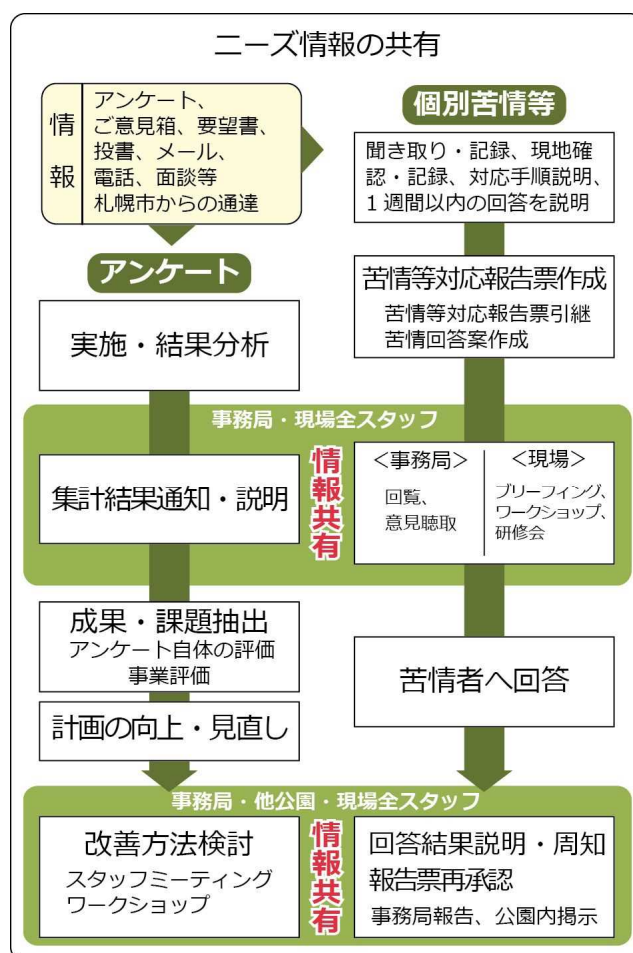 ニーズ情報の共有
情報
アンケート、
ご意見箱、要望書、
投書、メール、
電話、面談等
札幌市からの通達
アンケート
実施・結果分析
個別苦情等
聞き取り・記録、現地確
認・記録、対応手順説明、
1週間以内の回答を説明
苦情等対応報告票作成
苦情等対応報告票引継
苦情回答案作成
事務局・現場全スタッフ
集計結果通知・説明
情報共有
＜事務局＞
回覧、
意見聴取
＜現場＞
ブリーフィング、
ワークショップ、
研修会
成果・課題抽出
アンケート自体の評価
事業評価
計画の向上・見直し
苦情者へ回答
事務局・他公園・現場全スタッフ
改善方法検討
スタッフミーティング
ワークショップ
情報共有
回答結果説明・周知
報告票再承認
事務局報告、公園内掲示